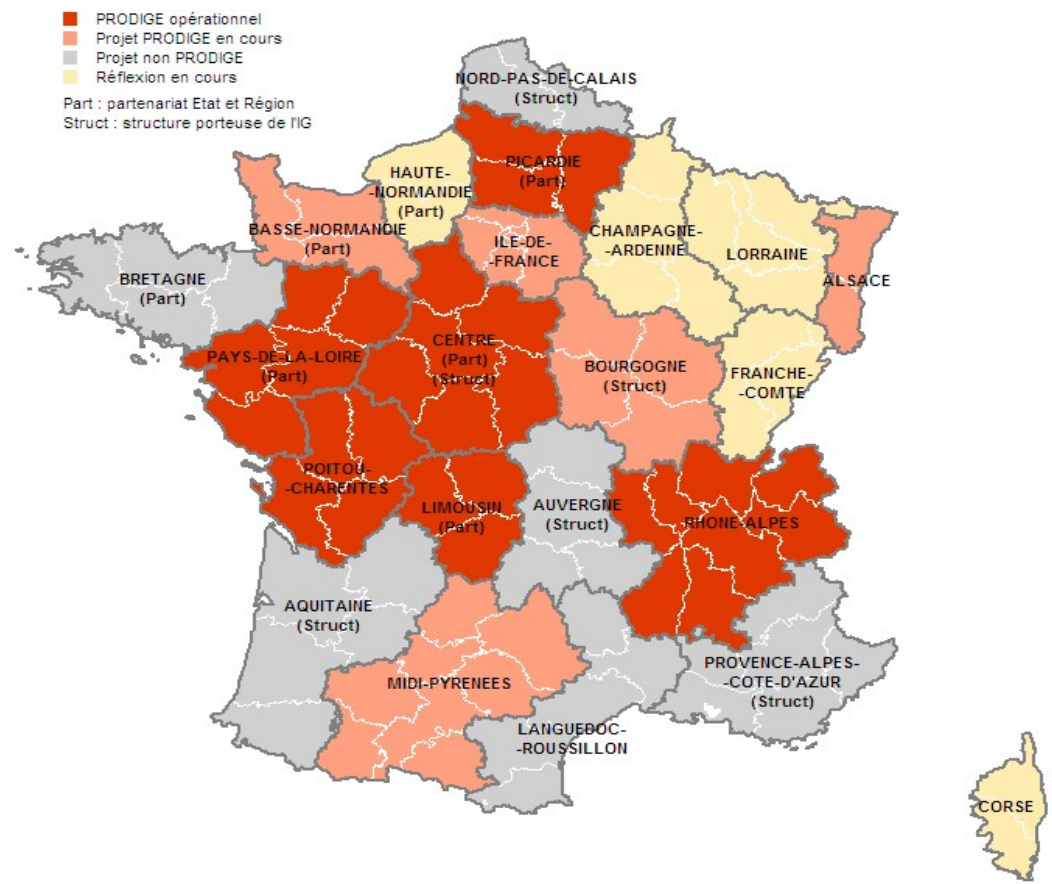 PRODIGE opérationnel
Projet PRODIGE en cours
Projet non PRODIGE
Réflexion en cours
Part : partenariat Etat et Région
Struct : structure porteuse de l'IG
NORD-PAS-DE-CALAIS
(Struct)
PICARDIE
(Part)
HAUTE-
-NORMANDIE
(Part)
BASSE-NORMANDIE
(Part)
ILE-DE-
-FRANCE
CHAMPAGNE-
-ARDENNE
LORRAINE
ALSACE
BRETAGNE
(Part)
PAYS-DE-LA-LOIRE
(Part)
CENTRE
(Part)
(Struct)
BOURGOGNE
(Struct)
FRANCHE-
-COMTE
POITOU-
-CHARENTES
LIMOUSIN
(Part)
AUVERGNE
(Struct)
RHONE-ALPES
AQUITAINE
(Struct)
MIDI-PYRENEES
LANGUEDOC-
-ROUSSILLON
PROVENCE-ALPES-
-COTE-D'AZUR
(Struct)
CORSE